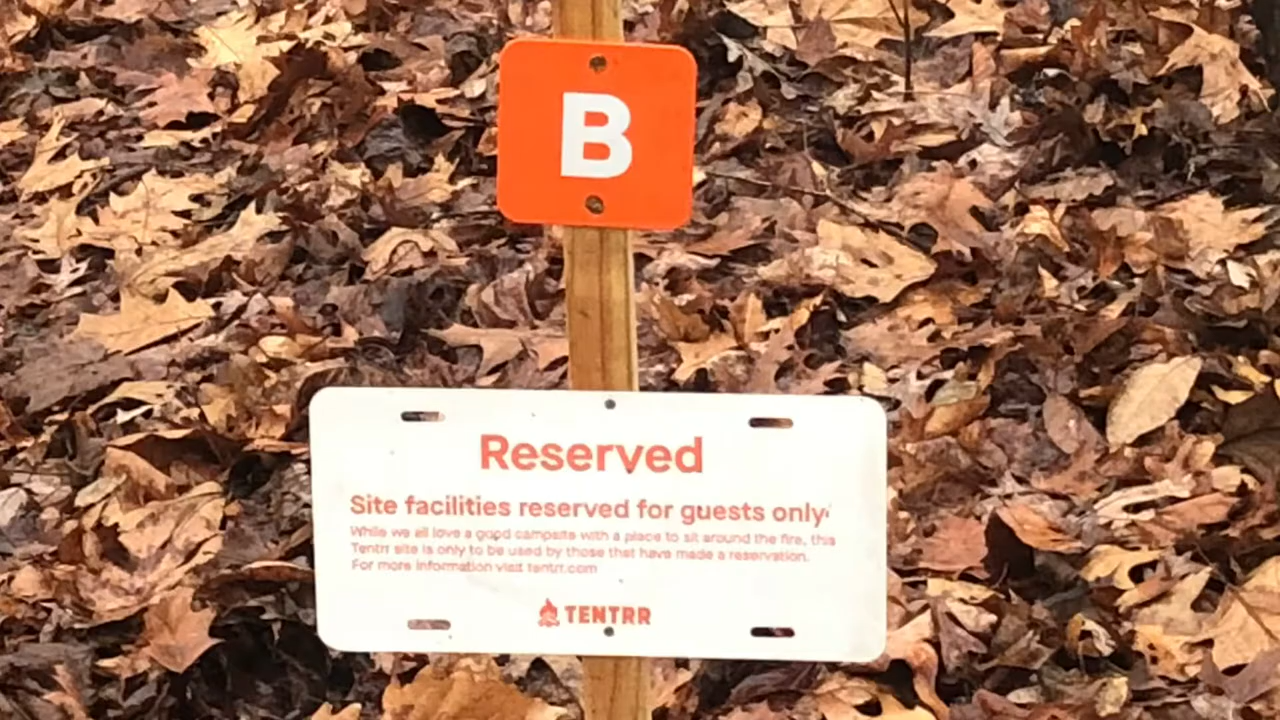 B
Reserved
Site facilities reserved for guests only
While we all love a good campsite with a place to sit around the fire, this
Tentrr site is only to be used by those that have made a reservation.
For more information visit tentrr.com
TENTRR